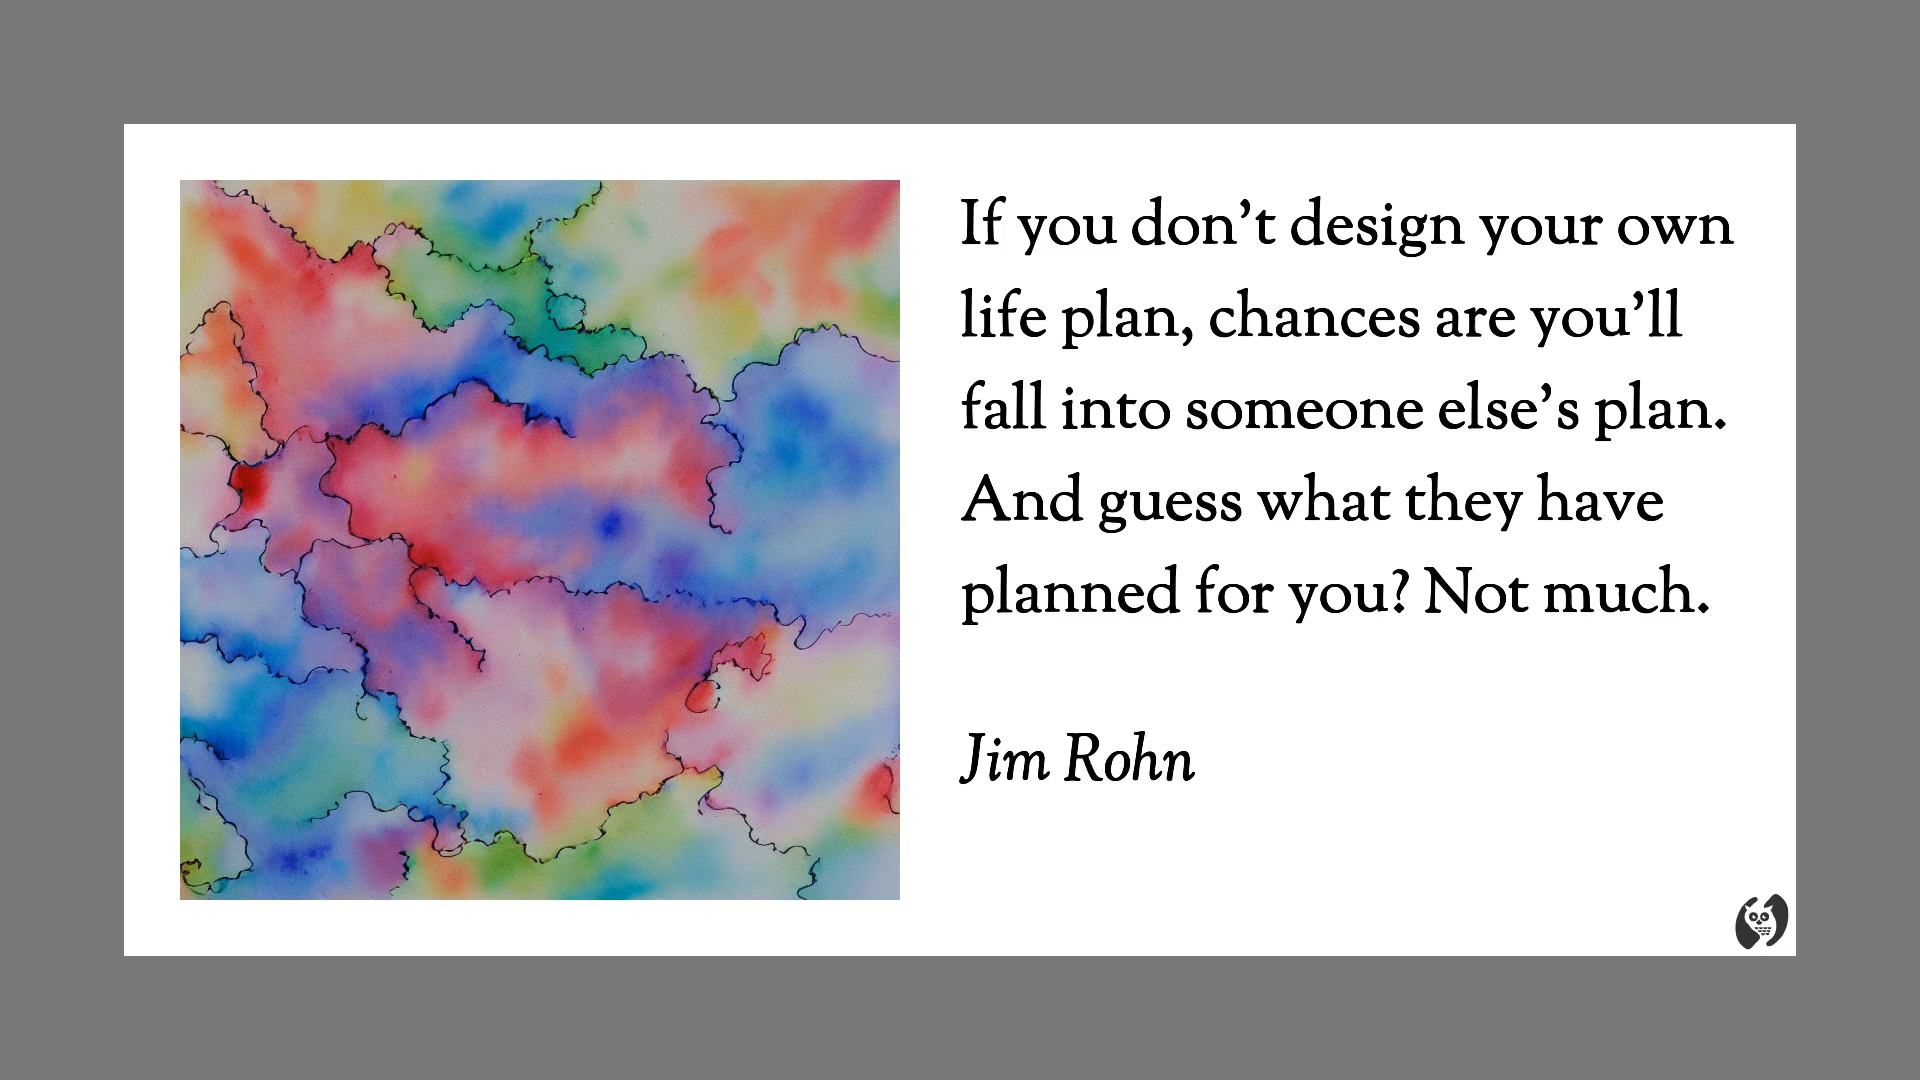 If you don’t design your own
life plan, chances are you’ll
fall into someone else’s plan.
And guess what they have
planned for you? Not much.
Jim Rohn